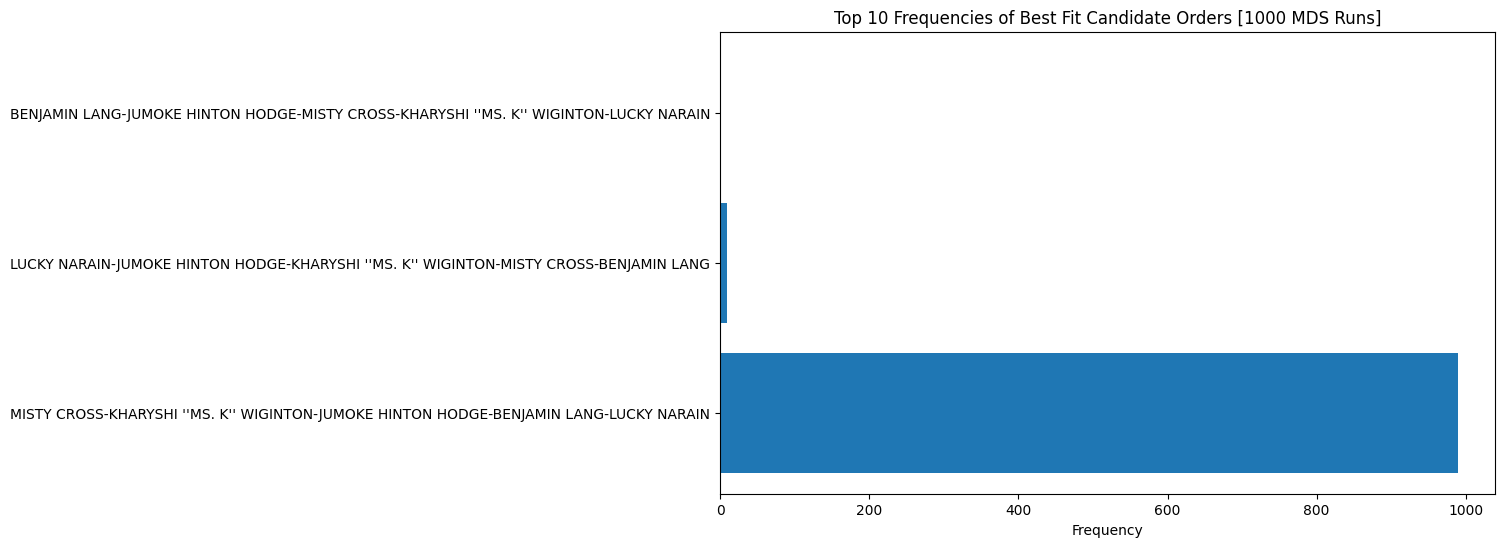 Top 10 Frequencies of Best Fit Candidate Orders [1000 MDS Runs]
BENJAMIN LANG-JUMOKE HINTON HODGE-MISTY CROSS-KHARYSHI ''MS. K'' WIGINTON-LUCKY NARAIN
LUCKY NARAIN-JUMOKE HINTON HODGE-KHARYSHI ''MS. K'' WIGINTON-MISTY CROSS-BENJAMIN LANG
MISTY CROSS-KHARYSHI ''MS. K'' WIGINTON-JUMOKE HINTON HODGE-BENJAMIN LANG-LUCKY NARAIN
0 200 400 600 800 1000
Frequency